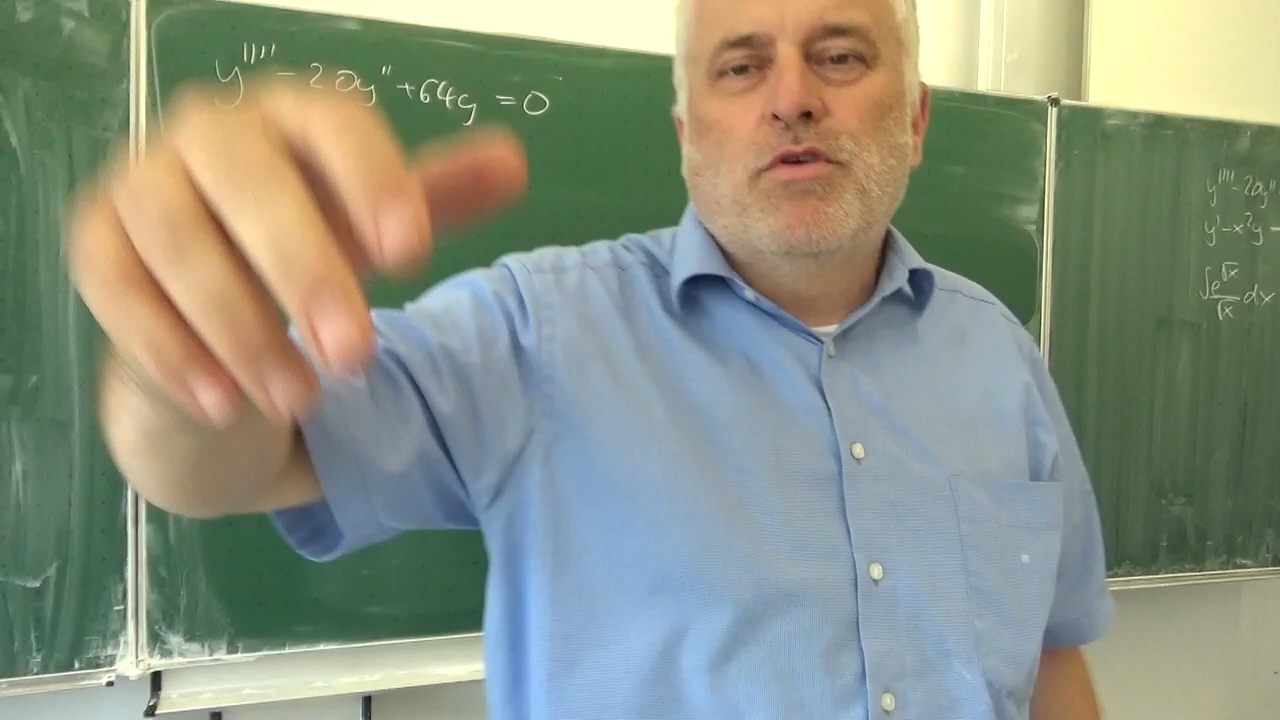 y'''' - 20y'' + 64y = 0
y'''' - 20y''
y' - x²y -
∫ e^√x / √x dx